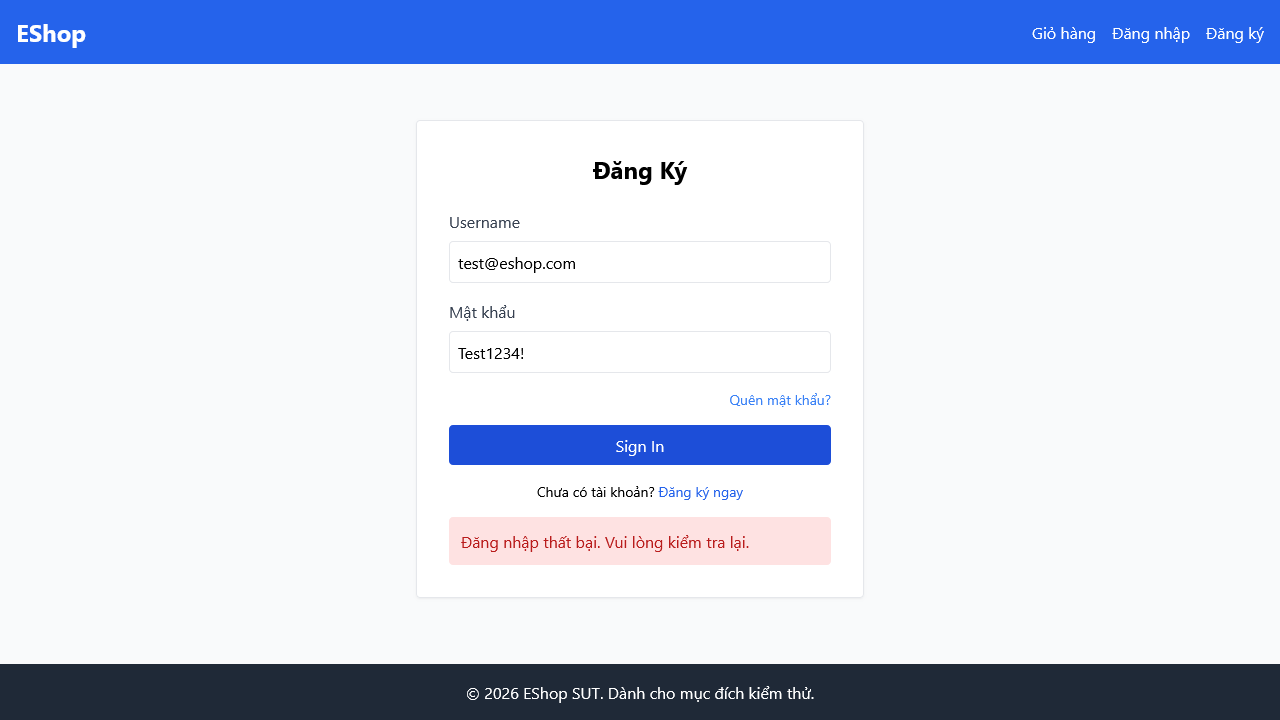 EShop
Giỏ hàng Đăng nhập Đăng ký
Đăng Ký
Username
test@eshop.com
Mật khẩu
Test1234!
Quên mật khẩu?
Sign In
Chưa có tài khoản? Đăng ký ngay
Đăng nhập thất bại. Vui lòng kiểm tra lại.
© 2026 EShop SUT. Dành cho mục đích kiểm thử.